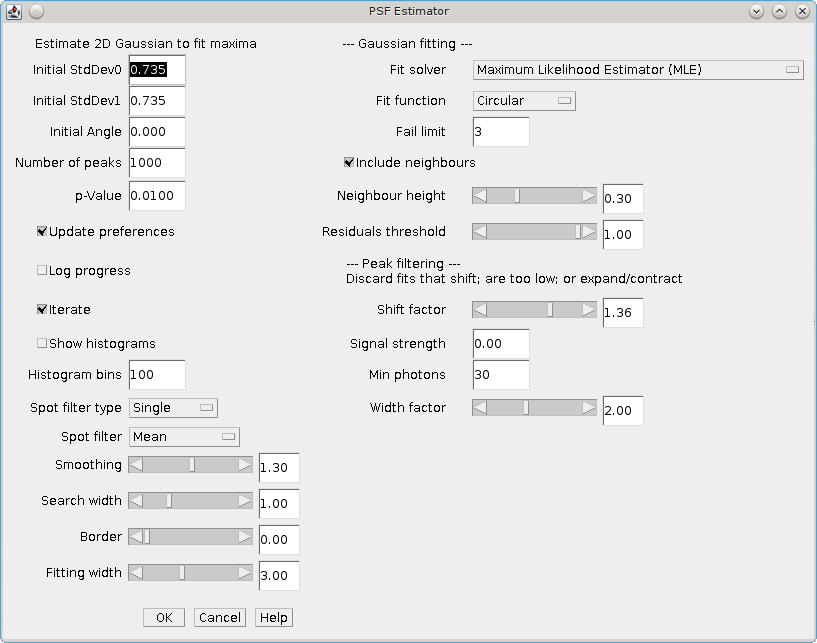 PSF Estimator
Estimate 2D Gaussian to fit maxima
Initial StdDev0 0.735
Initial StdDev1 0.735
Initial Angle 0.000
Number of peaks 1000
p-Value 0.0100
Update preferences
Log progress
Iterate
Show histograms
Histogram bins 100
Spot filter type Single
Spot filter Mean
Smoothing 1.30
Search width 1.00
Border 0.00
Fitting width 3.00
OK Cancel Help
--- Gaussian fitting ---
Fit solver Maximum Likelihood Estimator (MLE)
Fit function Circular
Fail limit 3
Include neighbours
Neighbour height 0.30
Residuals threshold 1.00
--- Peak filtering ---
Discard fits that shift; are too low; or expand/contract
Shift factor 1.36
Signal strength 0.00
Min photons 30
Width factor 2.00